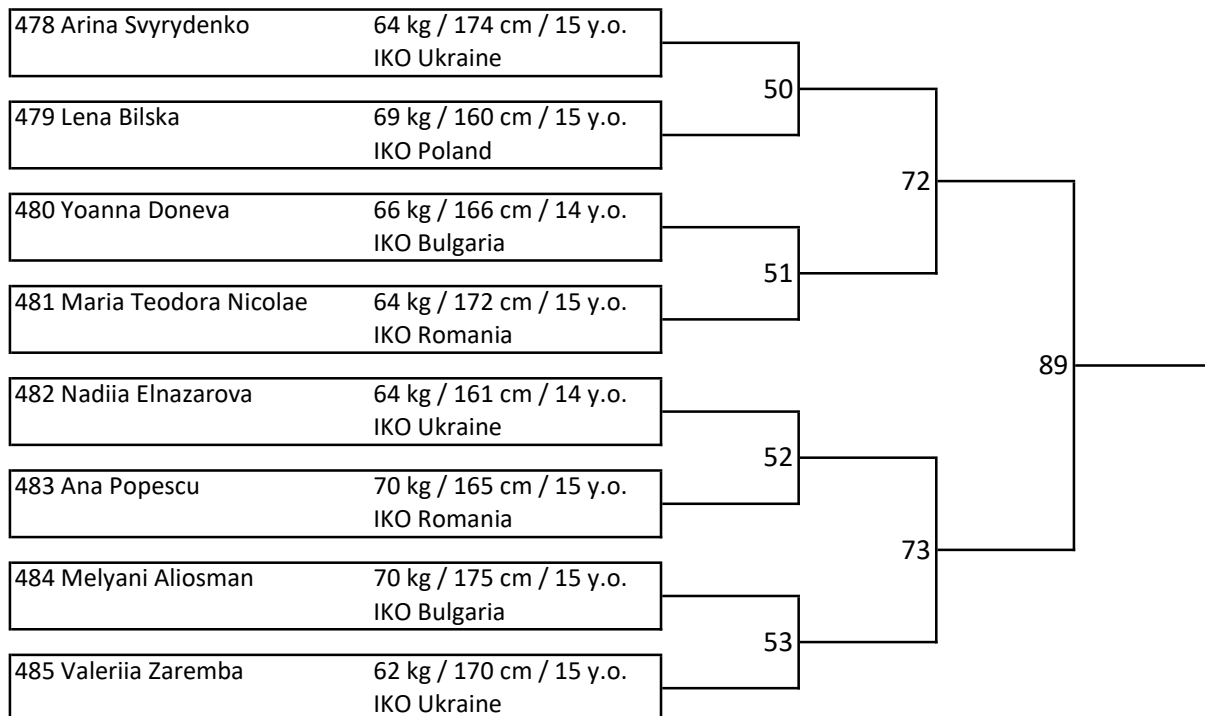 478 Arina Svyrydenko 64 kg / 174 cm / 15 y.o.
IKO Ukraine
50
479 Lena Bilska 69 kg / 160 cm / 15 y.o.
IKO Poland
72
480 Yoanna Doneva 66 kg / 166 cm / 14 y.o.
IKO Bulgaria
51
481 Maria Teodora Nicolae 64 kg / 172 cm / 15 y.o.
IKO Romania
89
482 Nadiia Elnazarova 64 kg / 161 cm / 14 y.o.
IKO Ukraine
52
483 Ana Popescu 70 kg / 165 cm / 15 y.o.
IKO Romania
73
484 Melyani Aliosman 70 kg / 175 cm / 15 y.o.
IKO Bulgaria
53
485 Valeriia Zaremba 62 kg / 170 cm / 15 y.o.
IKO Ukraine